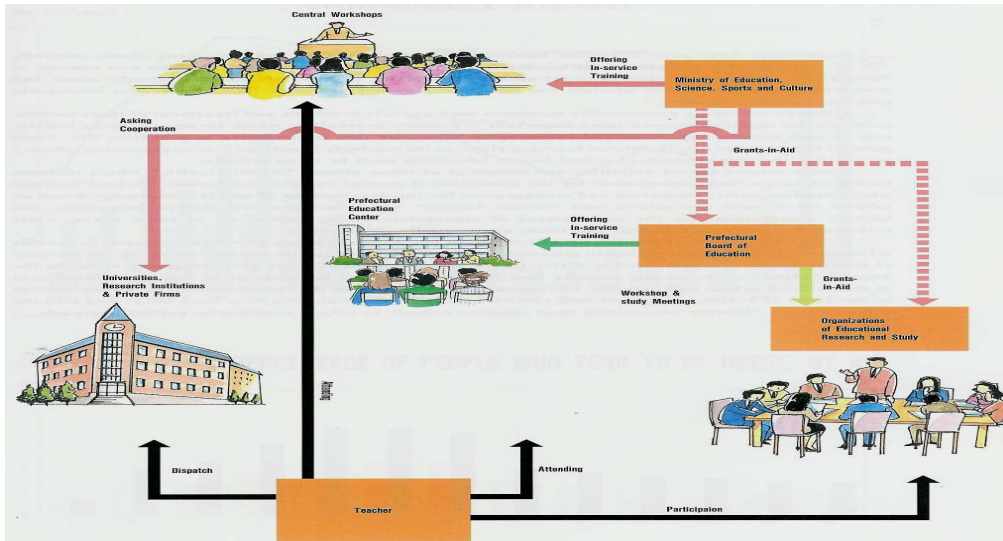 Central Workshops
Offering
In-service
Training
Ministry of Education,
Science, Sports and Culture
Asking
Cooperation
Grants-in-Aid
Prefectural
Education
Center
Offering
In-service
Training
Prefectural
Board of
Education
Universities,
Research Institutions
& Private Firms
Workshop &
study Meetings
Grants-
in-Aid
Organizations
of Educational
Research and Study
Dispatch
Attending
Teacher
Participaion